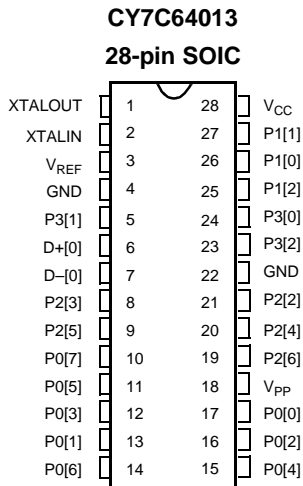 CY7C64013
28-pin SOIC
XTALOUT 1 28 VCC
XTALIN 2 27 P1[1]
VREF 3 26 P1[0]
GND 4 25 P1[2]
P3[1] 5 24 P3[0]
D+[0] 6 23 P3[2]
D–[0] 7 22 GND
P2[3] 8 21 P2[2]
P2[5] 9 20 P2[4]
P0[7] 10 19 P2[6]
P0[5] 11 18 VPP
P0[3] 12 17 P0[0]
P0[1] 13 16 P0[2]
P0[6] 14 15 P0[4]